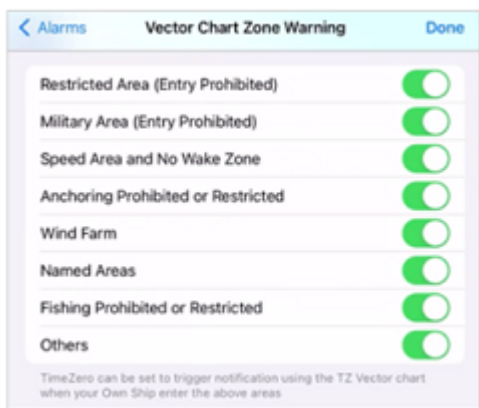 Alarms Vector Chart Zone Warning Done
Restricted Area (Entry Prohibited)
Military Area (Entry Prohibited)
Speed Area and No Wake Zone
Anchoring Prohibited or Restricted
Wind Farm
Named Areas
Fishing Prohibited or Restricted
Others
TimeZero can be set to trigger notification using the TZ Vector chart
when your Own Ship enter the above areas